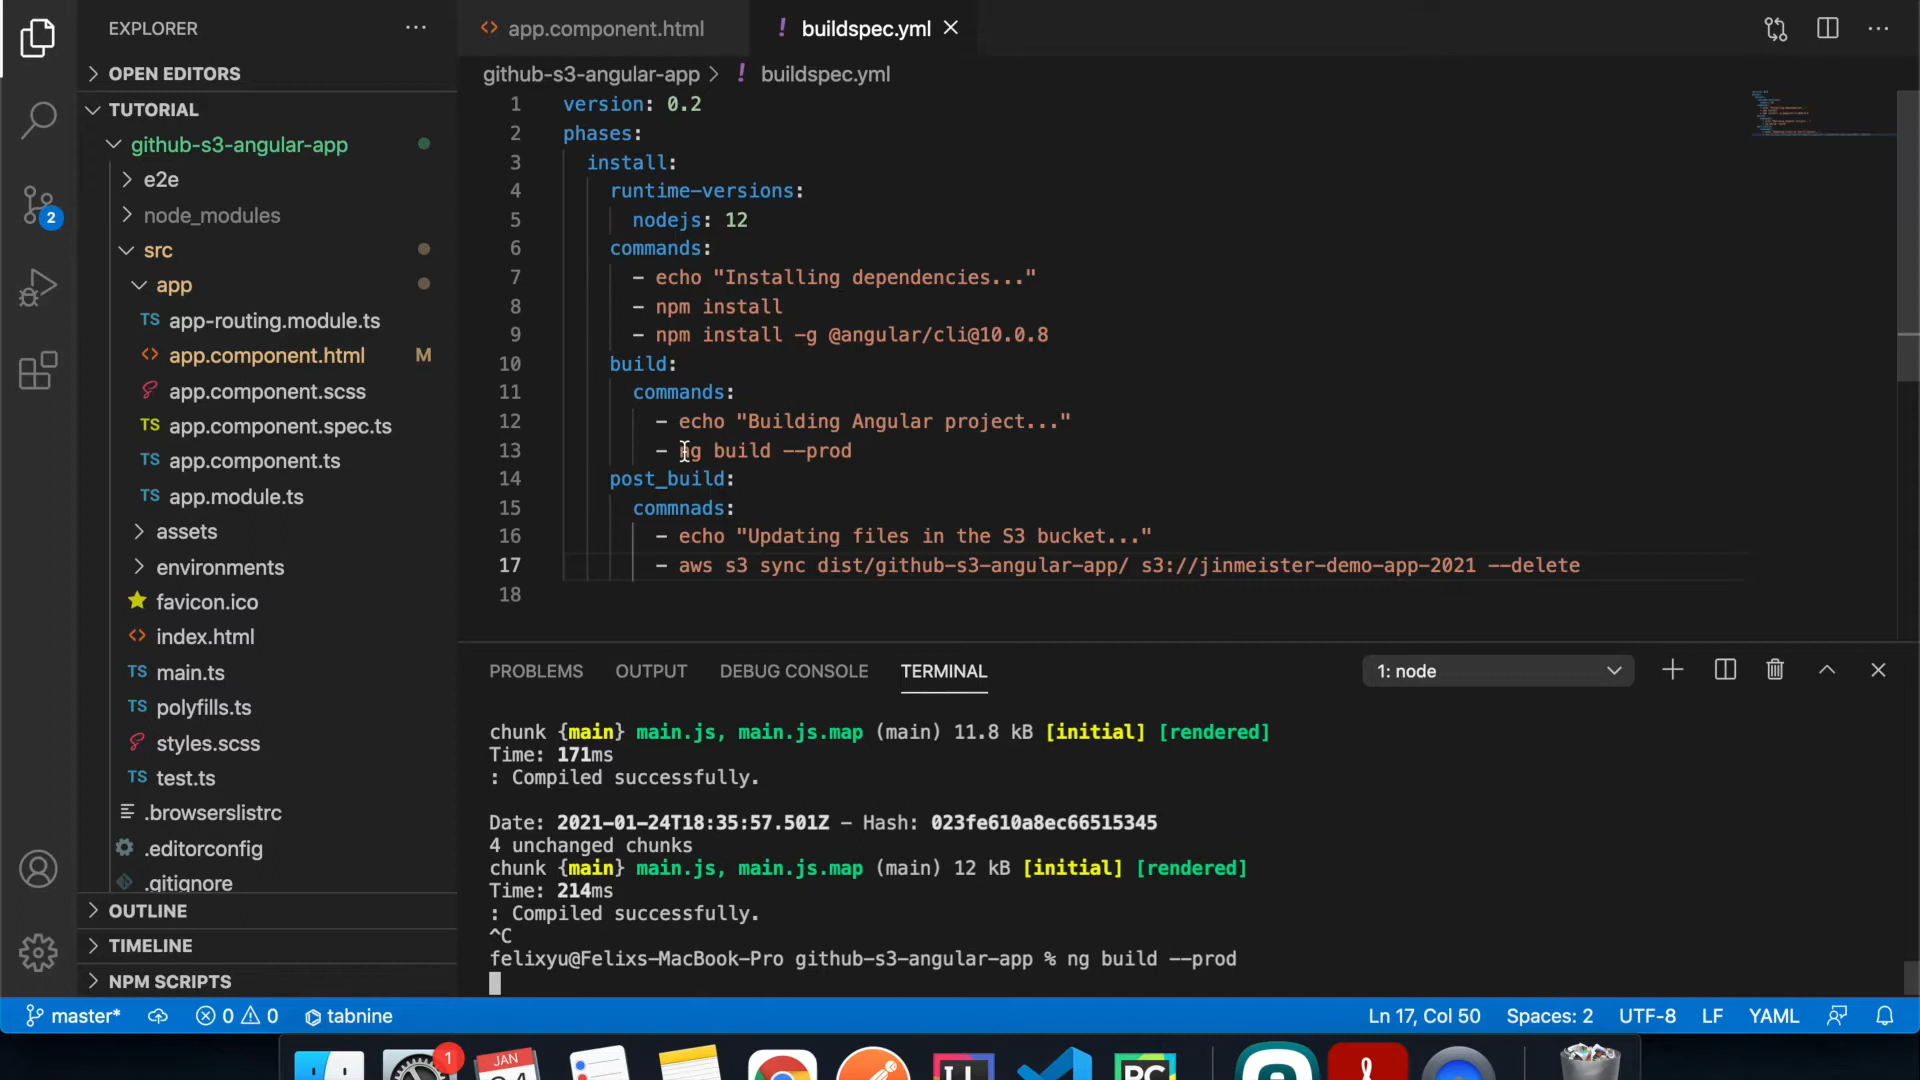 EXPLORER
OPEN EDITORS
TUTORIAL
github-s3-angular-app
e2e
node_modules
src
app
TS app-routing.module.ts
<> app.component.html M
app.component.scss
TS app.component.spec.ts
TS app.component.ts
TS app.module.ts
assets
environments
favicon.ico
<> index.html
TS main.ts
TS polyfills.ts
styles.scss
TS test.ts
.browserslistrc
.editorconfig
.gitignore
OUTLINE
TIMELINE
NPM SCRIPTS
2
<> app.component.html
! buildspec.yml
github-s3-angular-app > ! buildspec.yml
1 version: 0.2
2 phases:
3 install:
4 runtime-versions:
5 nodejs: 12
6 commands:
7 - echo "Installing dependencies..."
8 - npm install
9 - npm install -g @angular/cli@10.0.8
10 build:
11 commands:
12 - echo "Building Angular project..."
13 - ng build --prod
14 post_build:
15 commnads:
16 - echo "Updating files in the S3 bucket..."
17 - aws s3 sync dist/github-s3-angular-app/ s3://jinmeister-demo-app-2021 --delete
18
PROBLEMS OUTPUT DEBUG CONSOLE TERMINAL 1: node
chunk {main} main.js, main.js.map (main) 11.8 kB [initial] [rendered]
Time: 171ms
: Compiled successfully.
Date: 2021-01-24T18:35:57.501Z - Hash: 023fe610a8ec66515345
4 unchanged chunks
chunk {main} main.js, main.js.map (main) 12 kB [initial] [rendered]
Time: 214ms
: Compiled successfully.
^C
felixyu@Felixs-MacBook-Pro github-s3-angular-app % ng build --prod
master* 0 0 tabnine Ln 17, Col 50 Spaces: 2 UTF-8 LF YAML
1
JAN
PC